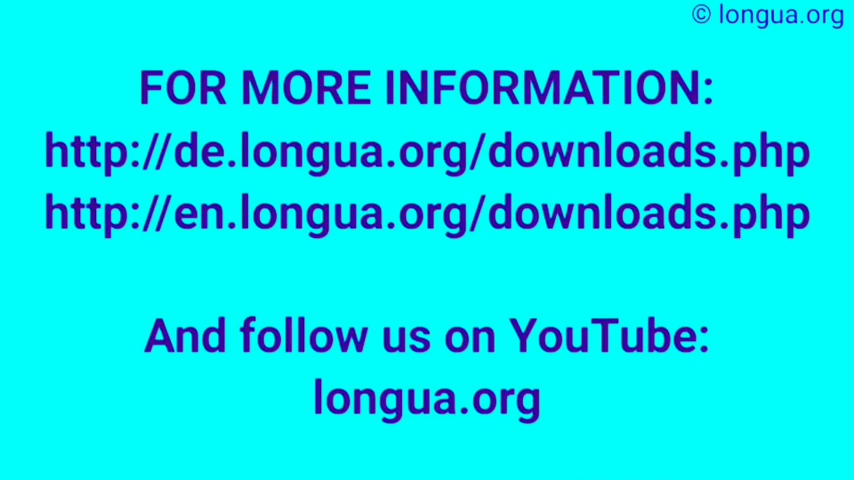 © longua.org
FOR MORE INFORMATION:
http://de.longua.org/downloads.php
http://en.longua.org/downloads.php
And follow us on YouTube:
longua.org